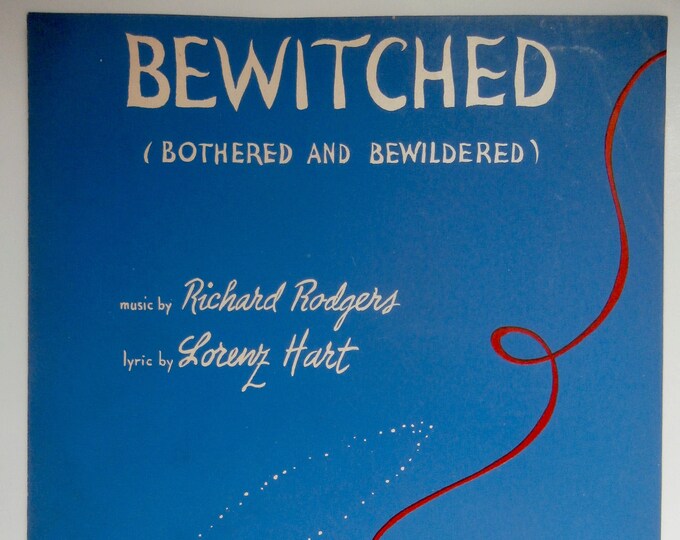 BEWITCHED
( BOTHERED AND BEWILDERED )
music by Richard Rodgers
lyric by Lorenz Hart